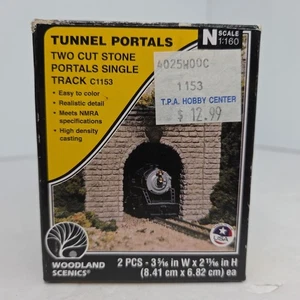 TUNNEL PORTALS
N SCALE
1:160
TWO CUT STONE
PORTALS SINGLE
TRACK C1153
• Easy to color
• Realistic detail
• Meets NMRA
specifications
• High density
casting
4025WOOC
1153
T.P.A. HOBBY CENTER
$ 12.99
USA
WOODLAND
SCENICS®
2 PCS - 3 5/16 in W x 2 11/16 in H
(8.41 cm x 6.82 cm) ea